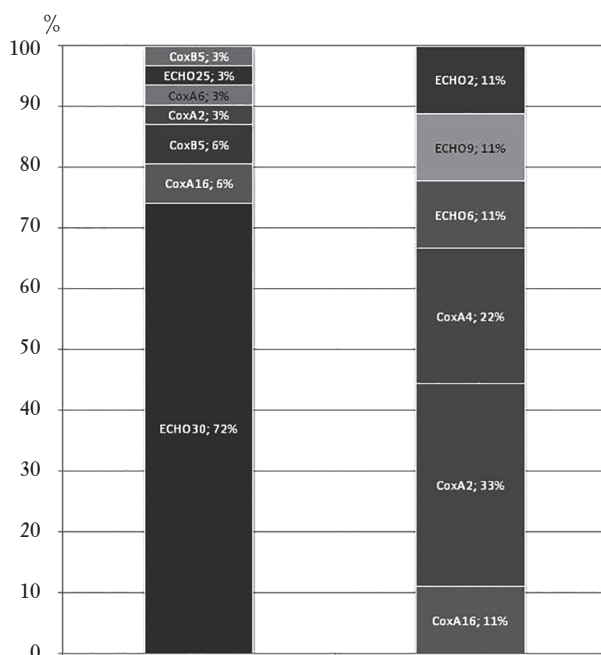 %
100
90
80
70
60
50
40
30
20
10
0
CoxB5; 3%
ECHO25; 3%
CoxA6; 3%
CoxA2; 3%
CoxB5; 6%
CoxA16; 6%
ECHO30; 72%
ECHO2; 11%
ECHO9; 11%
ECHO6; 11%
CoxA4; 22%
CoxA2; 33%
CoxA16; 11%